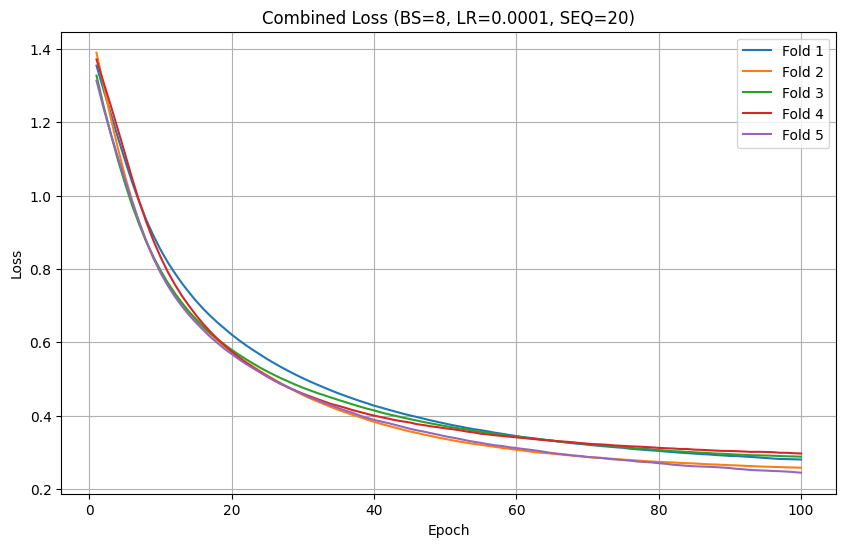 Combined Loss (BS=8, LR=0.0001, SEQ=20)
1.4
1.2
1.0
0.8
0.6
0.4
0.2
Loss
Fold 1
Fold 2
Fold 3
Fold 4
Fold 5
0 20 40 60 80 100
Epoch